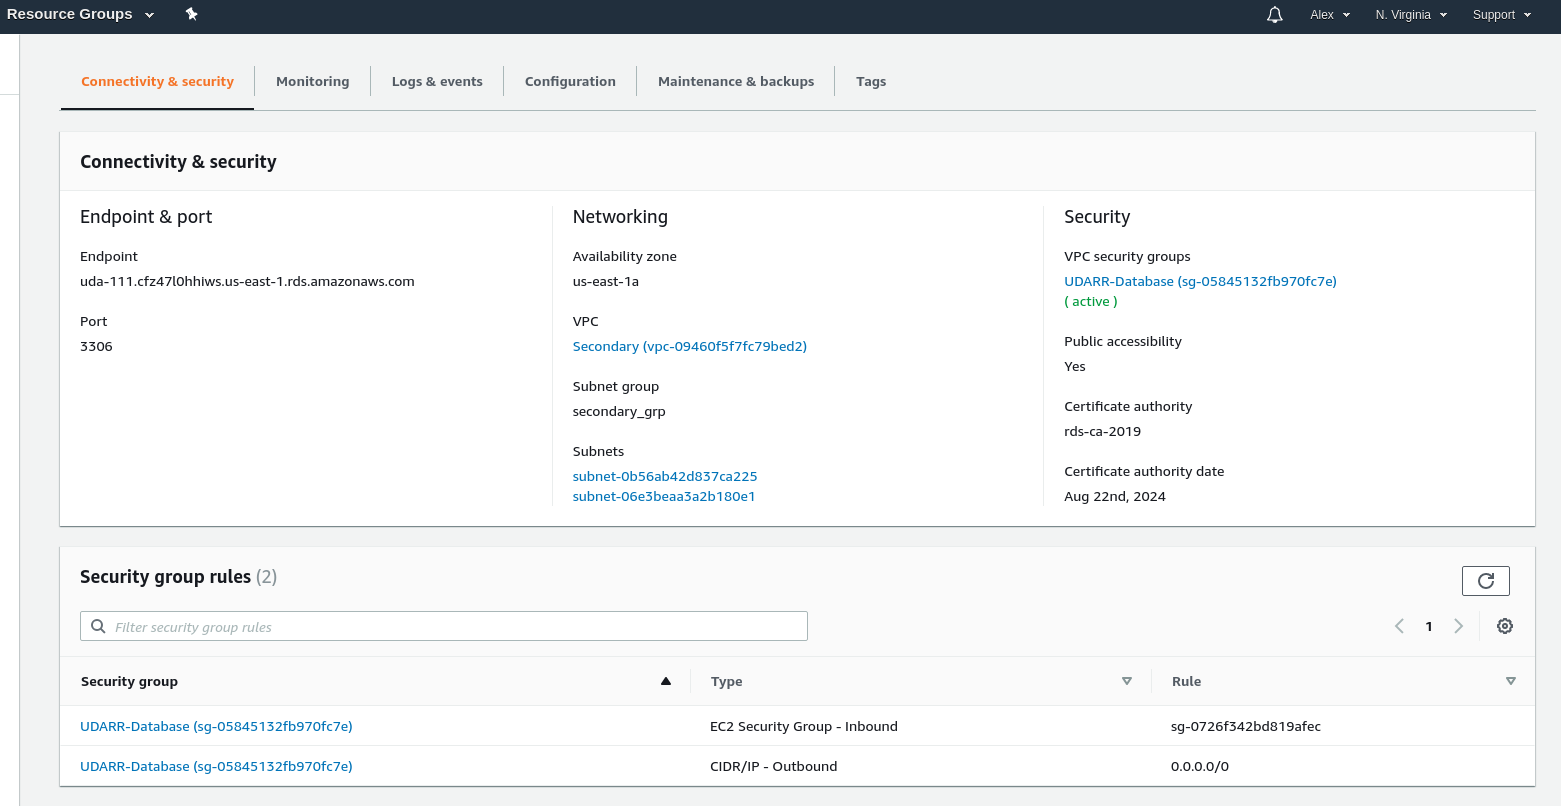 Resource Groups
Alex
N. Virginia
Support
Connectivity & security
Monitoring
Logs & events
Configuration
Maintenance & backups
Tags
Connectivity & security
Endpoint & port
Endpoint
uda-111.cfz47l0hhiws.us-east-1.rds.amazonaws.com
Port
3306
Networking
Availability zone
us-east-1a
VPC
Secondary (vpc-09460f5f7fc79bed2)
Subnet group
secondary_grp
Subnets
subnet-0b56ab42d837ca225
subnet-06e3beaa3a2b180e1
Security
VPC security groups
UDARR-Database (sg-05845132fb970fc7e)
( active )
Public accessibility
Yes
Certificate authority
rds-ca-2019
Certificate authority date
Aug 22nd, 2024
Security group rules (2)
Filter security group rules
1
Security group
Type
Rule
UDARR-Database (sg-05845132fb970fc7e)
EC2 Security Group - Inbound
sg-0726f342bd819afec
UDARR-Database (sg-05845132fb970fc7e)
CIDR/IP - Outbound
0.0.0.0/0